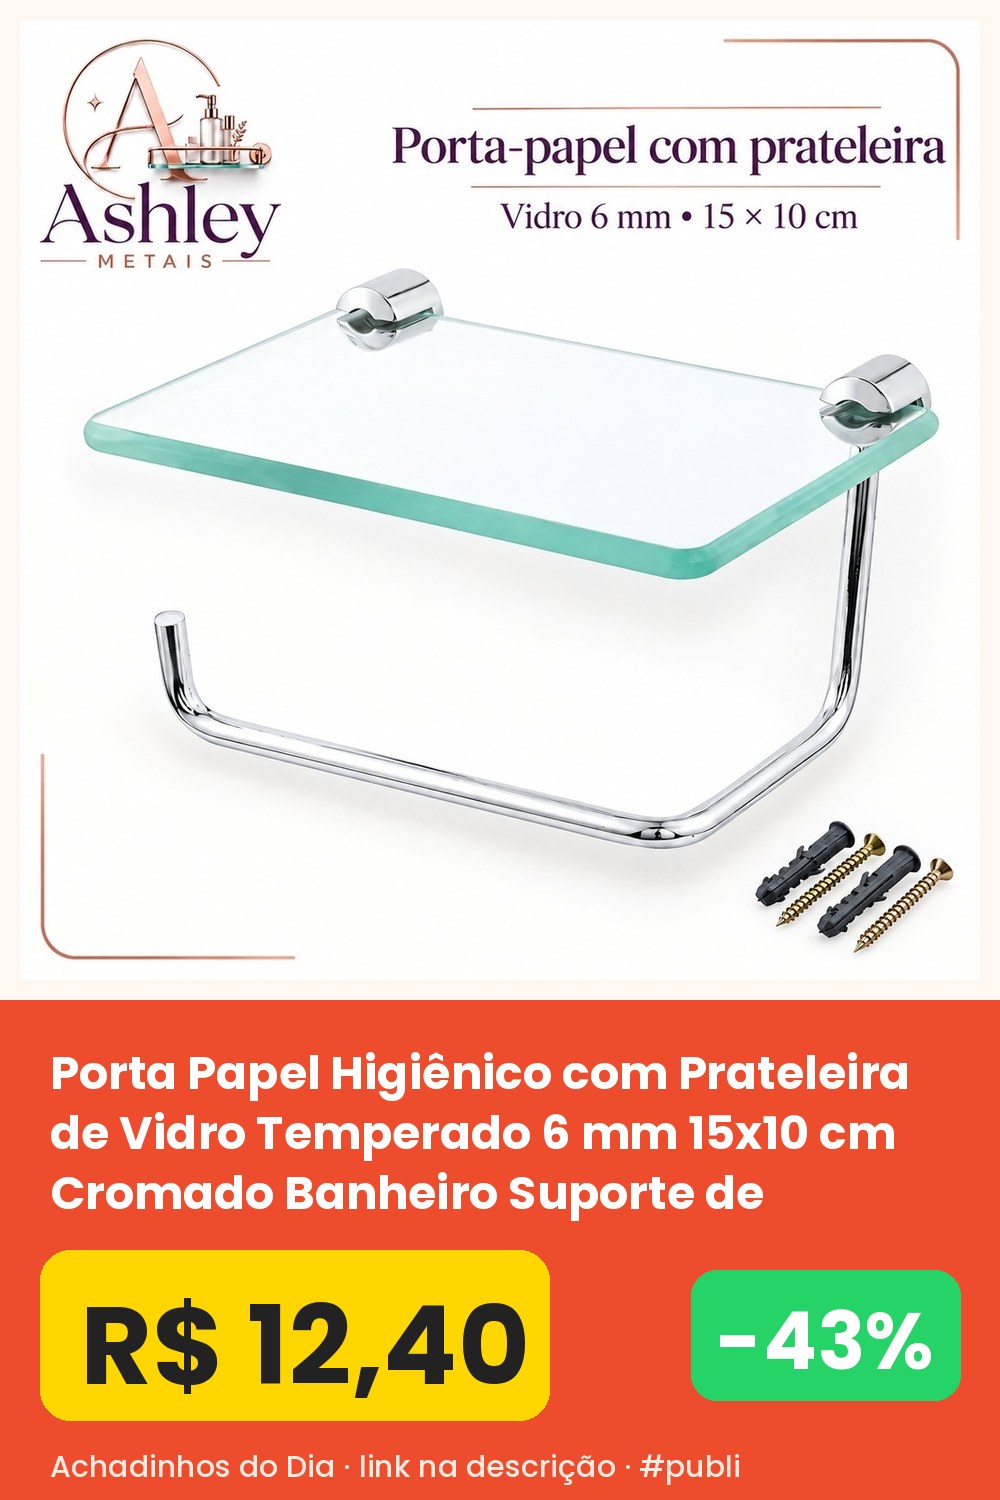 Ashley
METAIS
Porta-papel com prateleira
Vidro 6 mm • 15 × 10 cm
Porta Papel Higiênico com Prateleira
de Vidro Temperado 6 mm 15x10 cm
Cromado Banheiro Suporte de
R$ 12,40
-43%
Achadinhos do Dia · link na descrição · #publi